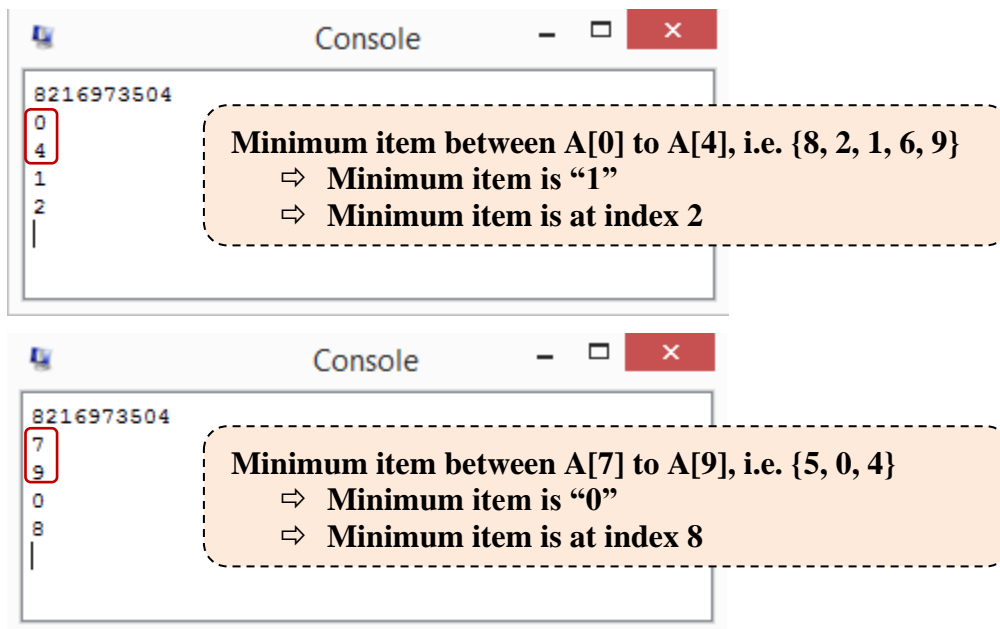 Console
8216973504
0
4
1
2
Minimum item between A[0] to A[4], i.e. {8, 2, 1, 6, 9}
⇨ Minimum item is “1”
⇨ Minimum item is at index 2
Console
8216973504
7
9
0
8
Minimum item between A[7] to A[9], i.e. {5, 0, 4}
⇨ Minimum item is “0”
⇨ Minimum item is at index 8